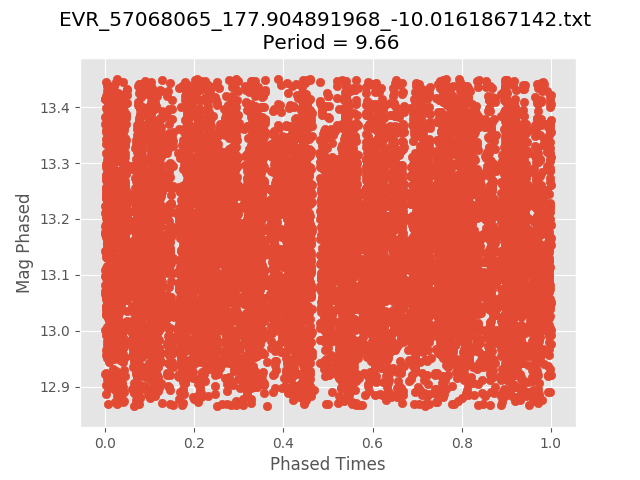 EVR_57068065_177.904891968_-10.0161867142.txt
Period = 9.66
13.4
13.3
13.2
13.1
13.0
12.9
Mag Phased
0.0 0.2 0.4 0.6 0.8 1.0
Phased Times